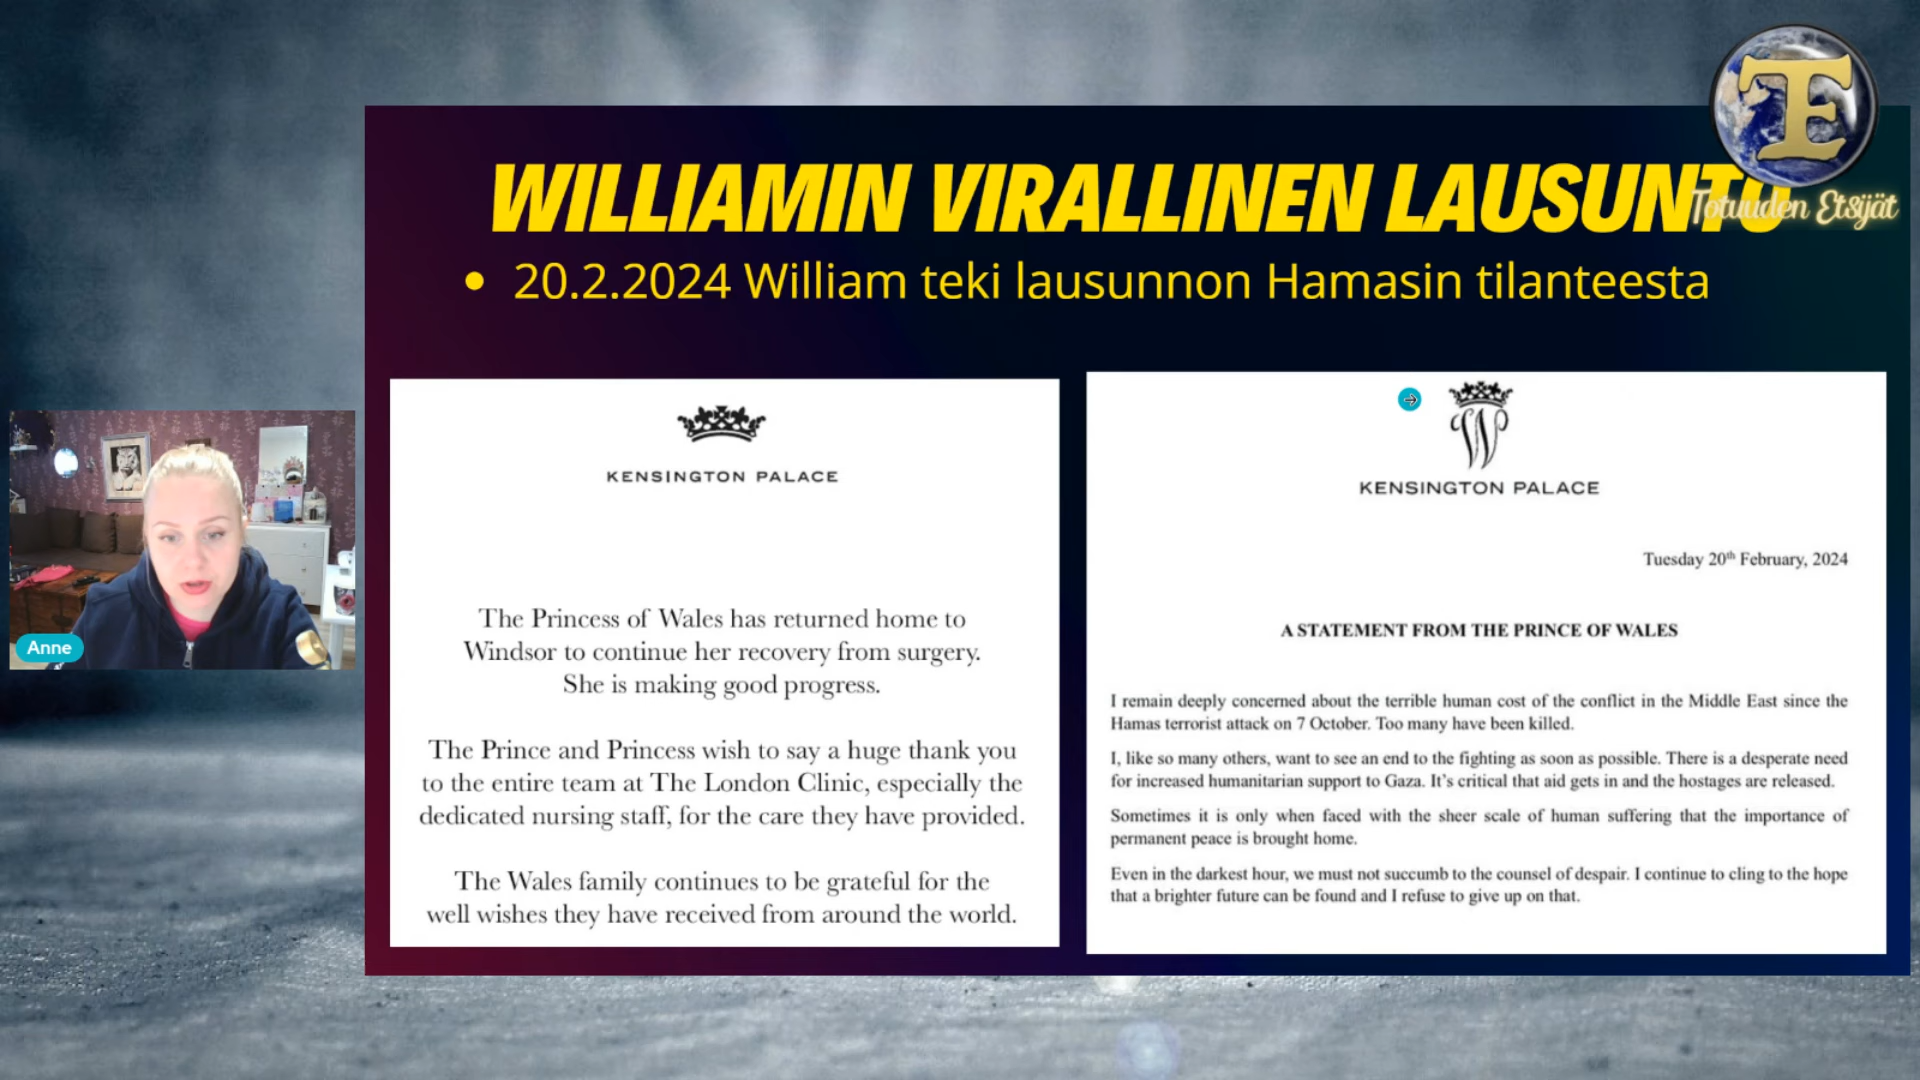 TE
Totuuden Etsijät
WILLIAMIN VIRALLINEN LAUSUNTO
• 20.2.2024 William teki lausunnon Hamasin tilanteesta
KENSINGTON PALACE
The Princess of Wales has returned home to
Windsor to continue her recovery from surgery.
She is making good progress.
The Prince and Princess wish to say a huge thank you
to the entire team at The London Clinic, especially the
dedicated nursing staff, for the care they have provided.
The Wales family continues to be grateful for the
well wishes they have received from around the world.
W
KENSINGTON PALACE
Tuesday 20th February, 2024
A STATEMENT FROM THE PRINCE OF WALES
I remain deeply concerned about the terrible human cost of the conflict in the Middle East since the
Hamas terrorist attack on 7 October. Too many have been killed.
I, like so many others, want to see an end to the fighting as soon as possible. There is a desperate need
for increased humanitarian support to Gaza. It's critical that aid gets in and the hostages are released.
Sometimes it is only when faced with the sheer scale of human suffering that the importance of
permanent peace is brought home.
Even in the darkest hour, we must not succumb to the counsel of despair. I continue to cling to the hope
that a brighter future can be found and I refuse to give up on that.
Anne